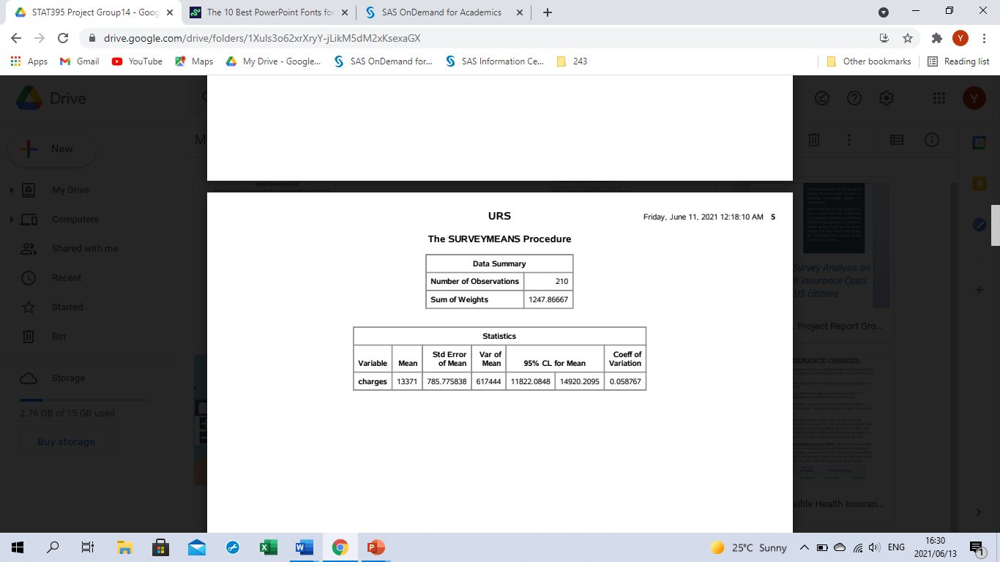 STAT395 Project Group14 - Goog
The 10 Best PowerPoint Fonts for
SAS OnDemand for Academics
drive.google.com/drive/folders/1Xuls3o62xrXryY-jLikM5dM2xKsexaGX
Y
Apps Gmail YouTube Maps My Drive - Google... SAS OnDemand for... SAS Information Ce... 243 Other bookmarks Reading list
Drive
Y
New
My Drive
Computers
Shared with me
Recent
Starred
Bin
Storage
2.76 GB of 15 GB used
Buy storage
URS
Friday, June 11, 2021 12:18:10 AM 5
The SURVEYMEANS Procedure
Data Summary
Number of Observations 210
Sum of Weights 1247.86667
Statistics
Variable Mean Std Error of Mean Var of Mean 95% CL for Mean Coeff of Variation
charges 13371 785.775838 617444 11822.0848 14920.2095 0.058767
Survey Analysis on
Insurance Costs
US citizens
Project Report Gro...
SURANCE CHARGES
Health Insuran...
25°C Sunny
ENG
16:30
2021/06/13
1